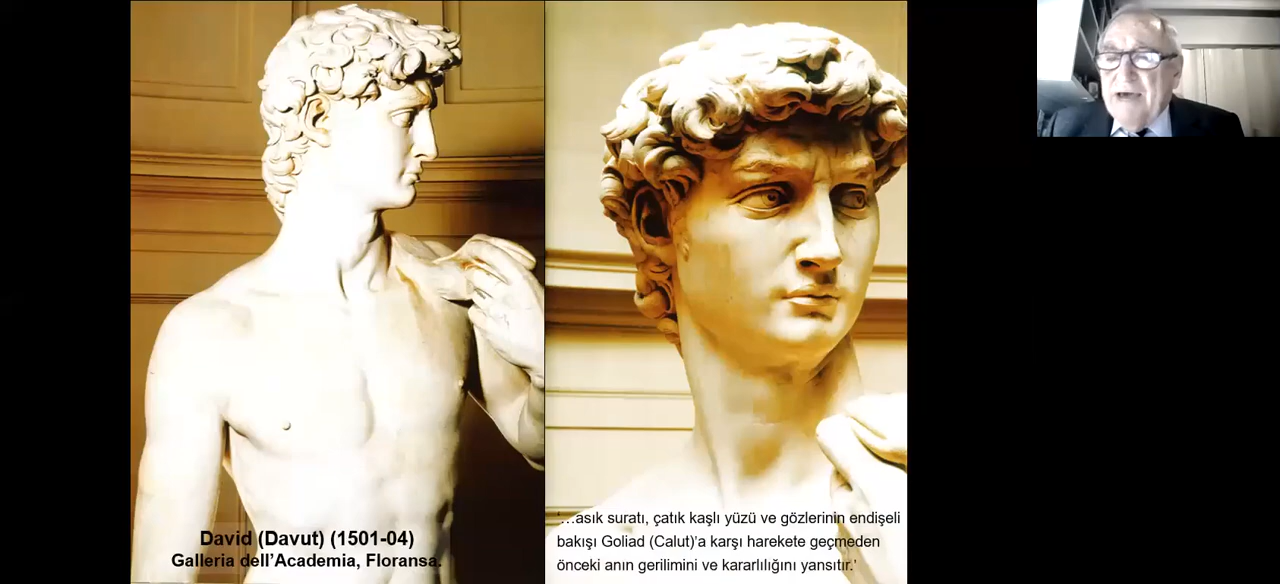 David (Davut) (1501-04)
Galleria dell'Academia, Floransa.
'…asık suratı, çatık kaşlı yüzü ve gözlerinin endişeli
bakışı Goliad (Calut)'a karşı harekete geçmeden
önceki anın gerilimini ve kararlılığını yansıtır.'